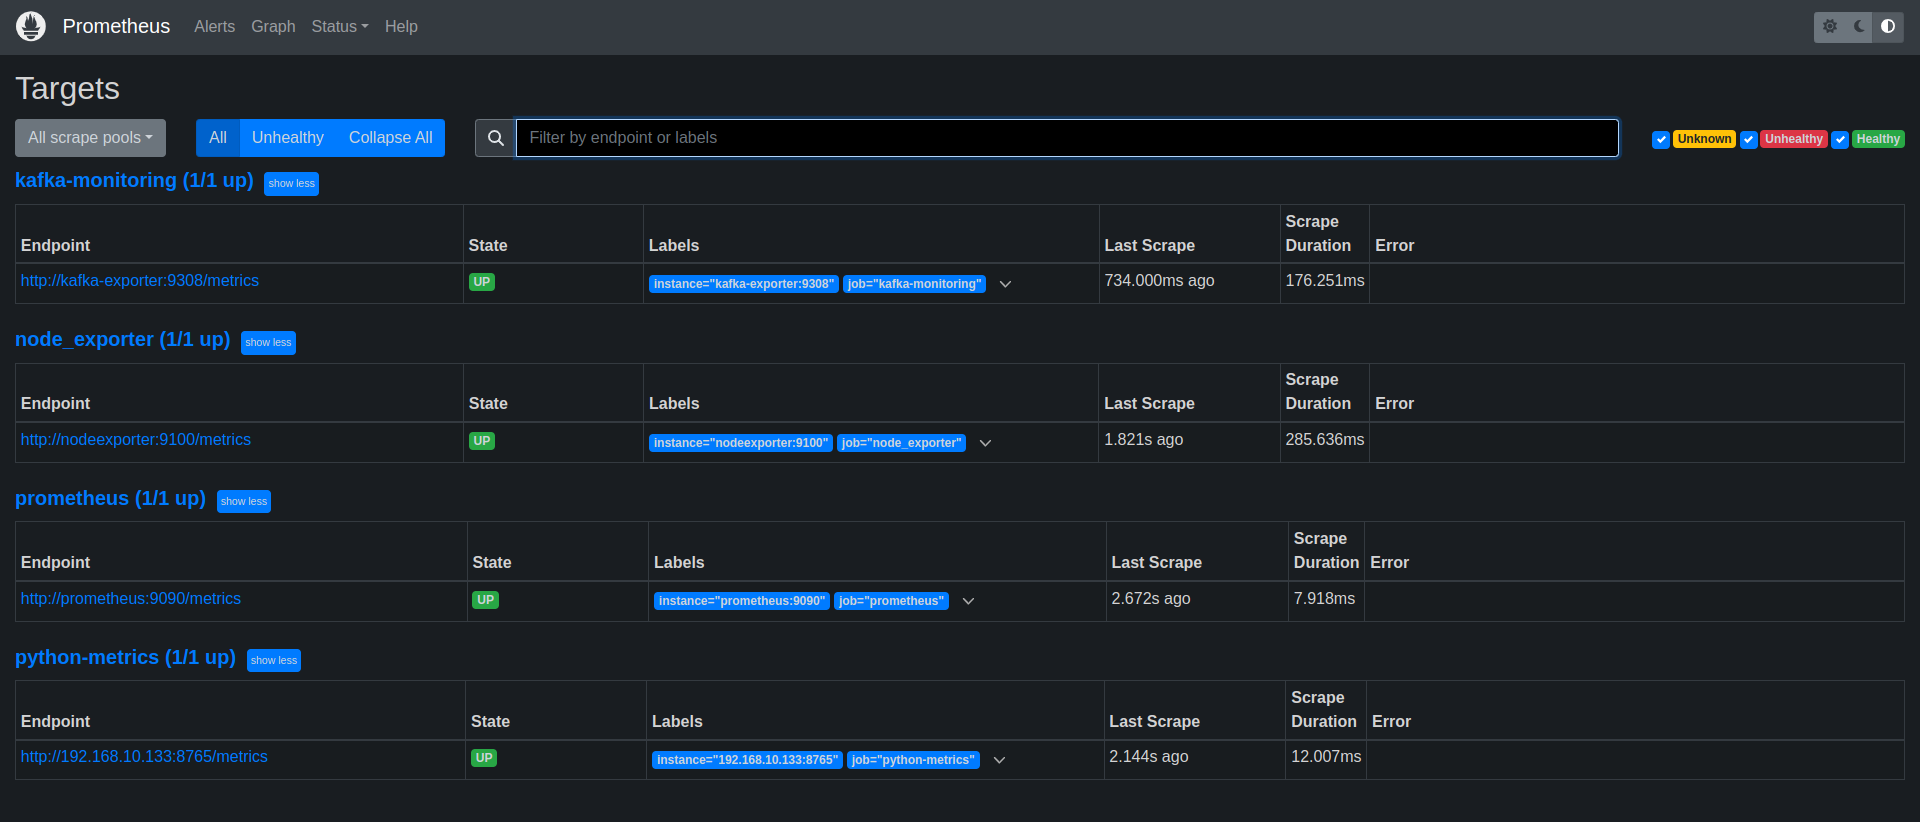 Prometheus Alerts Graph Status Help
Targets
All scrape pools All Unhealthy Collapse All Filter by endpoint or labels Unknown Unhealthy Healthy
kafka-monitoring (1/1 up) show less
Endpoint State Labels Last Scrape Scrape Duration Error
http://kafka-exporter:9308/metrics UP instance="kafka-exporter:9308" job="kafka-monitoring" 734.000ms ago 176.251ms
node_exporter (1/1 up) show less
Endpoint State Labels Last Scrape Scrape Duration Error
http://nodeexporter:9100/metrics UP instance="nodeexporter:9100" job="node_exporter" 1.821s ago 285.636ms
prometheus (1/1 up) show less
Endpoint State Labels Last Scrape Scrape Duration Error
http://prometheus:9090/metrics UP instance="prometheus:9090" job="prometheus" 2.672s ago 7.918ms
python-metrics (1/1 up) show less
Endpoint State Labels Last Scrape Scrape Duration Error
http://192.168.10.133:8765/metrics UP instance="192.168.10.133:8765" job="python-metrics" 2.144s ago 12.007ms